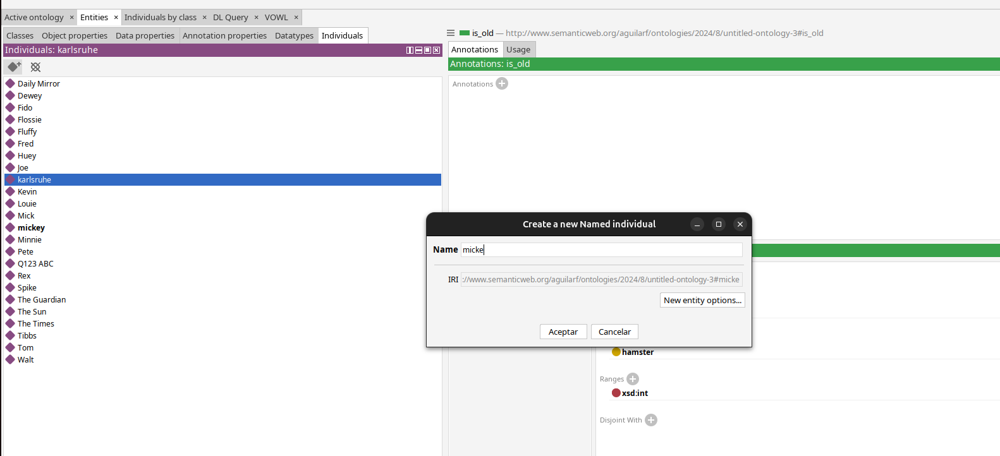 Active ontology × Entities × Individuals by class × DL Query × VOWL ×
Classes Object properties Data properties Annotation properties Datatypes Individuals
Individuals: karlsruhe
Daily Mirror
Dewey
Fido
Flossie
Fluffy
Fred
Huey
Joe
karlsruhe
Kevin
Louie
Mick
mickey
Minnie
Pete
Q123 ABC
Rex
Spike
The Guardian
The Sun
The Times
Tibbs
Tom
Walt
is_old — http://www.semanticweb.org/aguilarf/ontologies/2024/8/untitled-ontology-3#is_old
Annotations Usage
Annotations: is_old
Annotations
Create a new Named individual
Name micke
IRI ://www.semanticweb.org/aguilarf/ontologies/2024/8/untitled-ontology-3#micke
New entity options...
Aceptar Cancelar
hamster
Ranges
xsd:int
Disjoint With